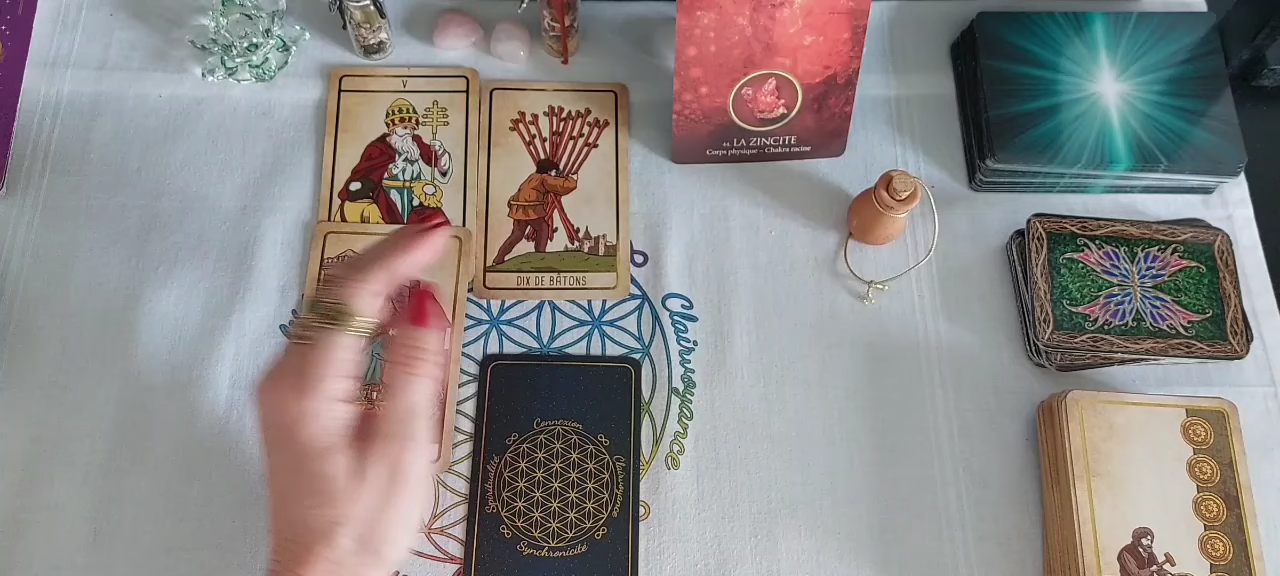 V
DIX DE BÂTONS
44. LA ZINCITE
Corps physique – Chakra racine
Clairvoyance
Connexion
Spiritualité
Clairvoyance
Synchronicité